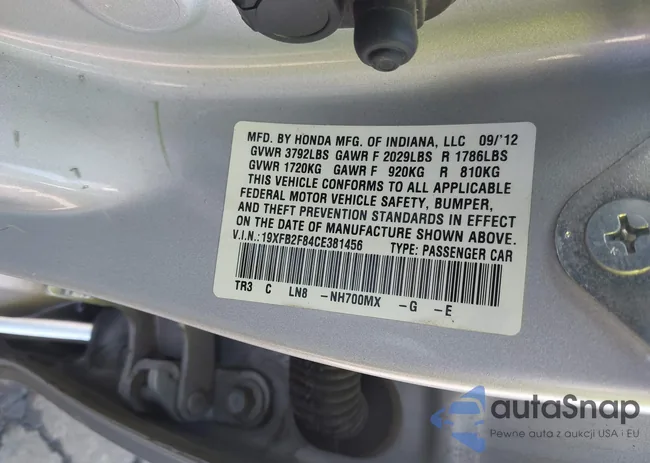 MFD. BY HONDA MFG. OF INDIANA, LLC 09/'12
GVWR 3792LBS GAWR F 2029LBS R 1786LBS
GVWR 1720KG GAWR F 920KG R 810KG
THIS VEHICLE CONFORMS TO ALL APPLICABLE
FEDERAL MOTOR VEHICLE SAFETY, BUMPER,
AND THEFT PREVENTION STANDARDS IN EFFECT
ON THE DATE OF MANUFACTURE SHOWN ABOVE.
V.I.N.:19XFB2F84CE381456 TYPE: PASSENGER CAR
TR3 C LN8 -NH700MX -G -E
autaSnap
Pewne auta z aukcji USA i EU